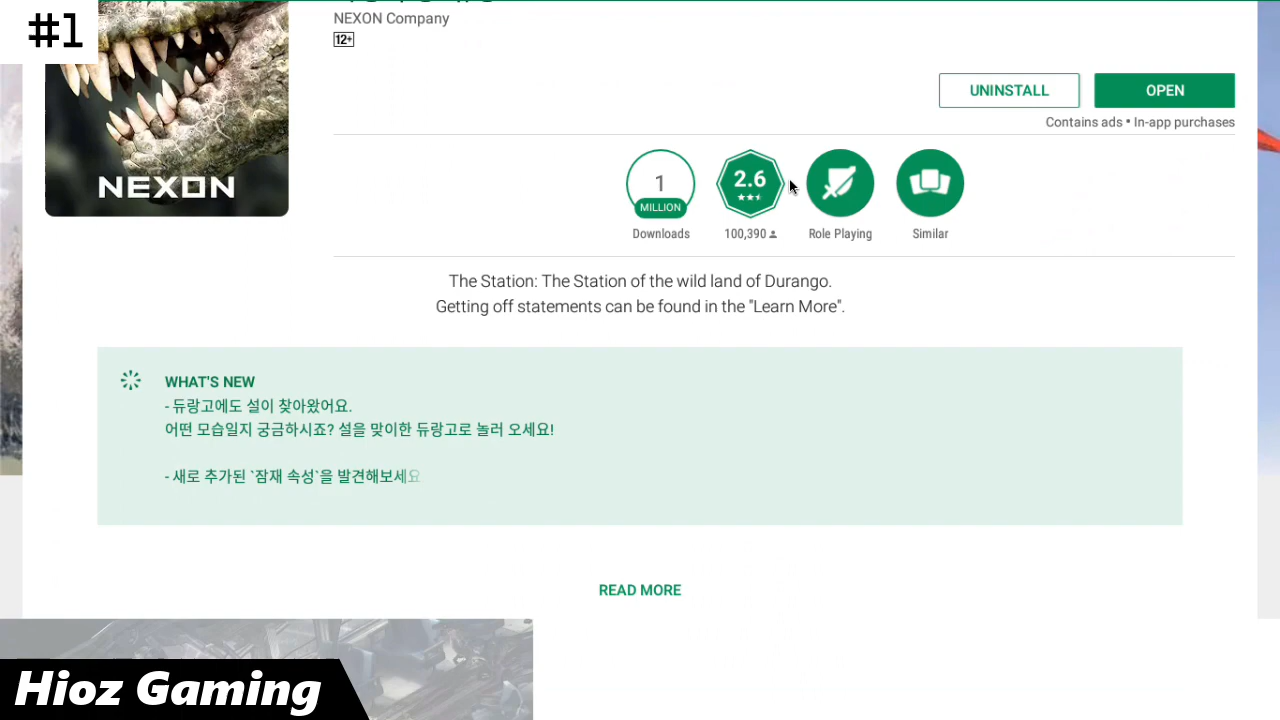 #1
NEXON Company
12+
NEXON
UNINSTALL
OPEN
Contains ads • In-app purchases
1
MILLION
Downloads
2.6
100,390
Role Playing
Similar
The Station: The Station of the wild land of Durango.
Getting off statements can be found in the "Learn More".
WHAT'S NEW
- 듀랑고에도 설이 찾아왔어요.
어떤 모습일지 궁금하시죠? 설을 맞이한 듀랑고로 놀러 오세요!
- 새로 추가된 `잠재 속성`을 발견해보세요
READ MORE
Hioz Gaming